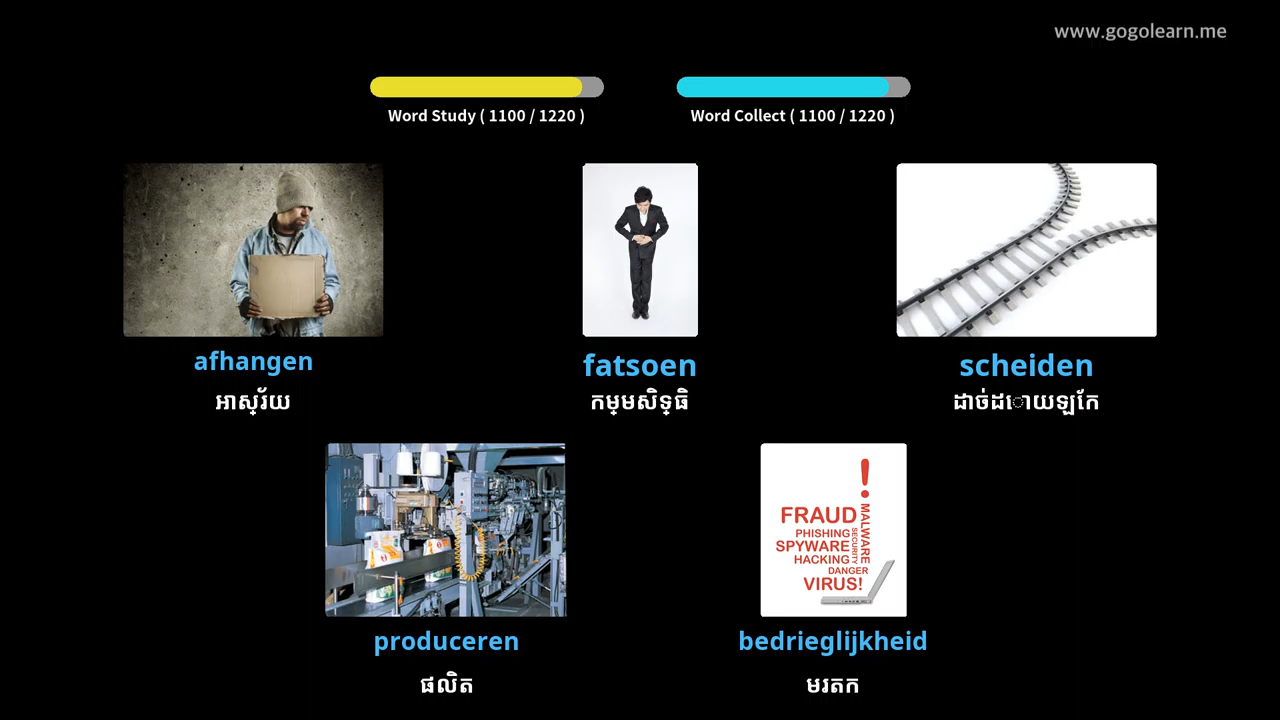 www.gogolearn.me
Word Study ( 1100 / 1220 )
Word Collect ( 1100 / 1220 )
afhangen
fatsoen
scheiden
អាស្រ័យ
កម្មសិទ្ធិ
ដាច់ដោយឡែក
FRAUD
PHISHING
SPYWARE
HACKING
DANGER
VIRUS!
MALWARE
SECURITY
produceren
bedrieglijkheid
ផលិត
មរតក